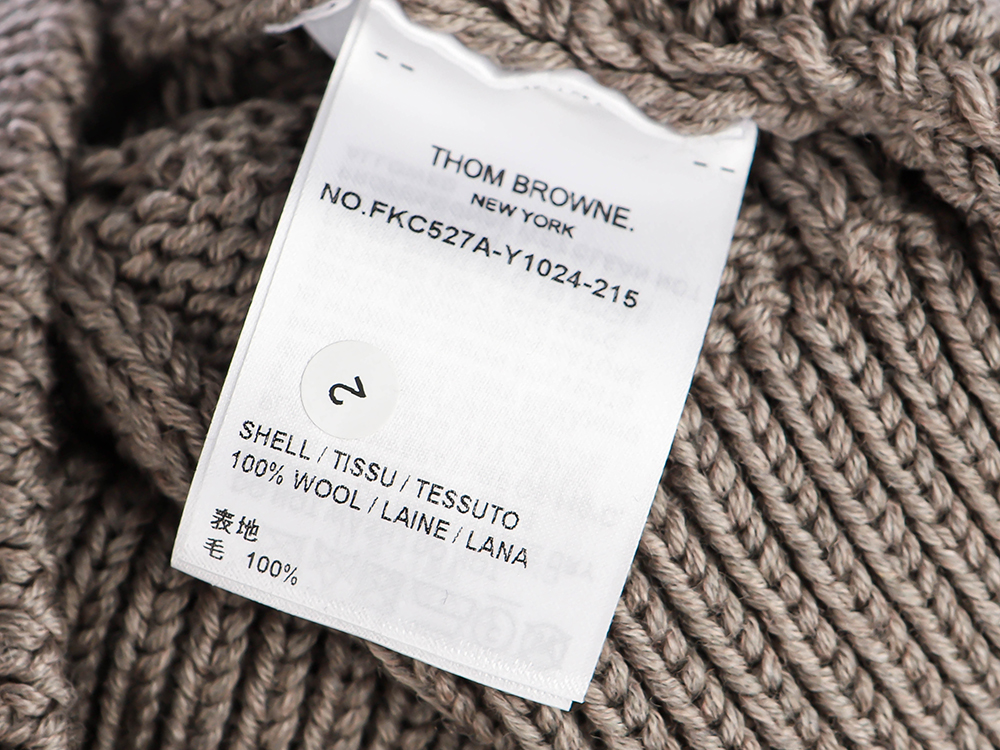 THOM BROWNE.
NEW YORK
NO.FKC527A-Y1024-215
2
SHELL / TISSU / TESSUTO
100% WOOL / LAINE / LANA
表地
毛 100%